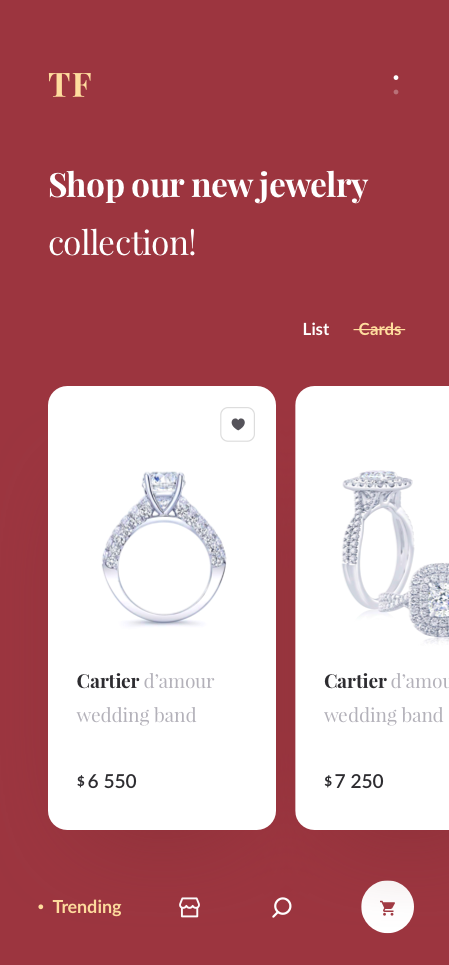 TF
Shop our new jewelry
collection!
List Cards
Cartier d'amour
wedding band
$ 6 550
Cartier
wedding band
$ 7 250
Trending